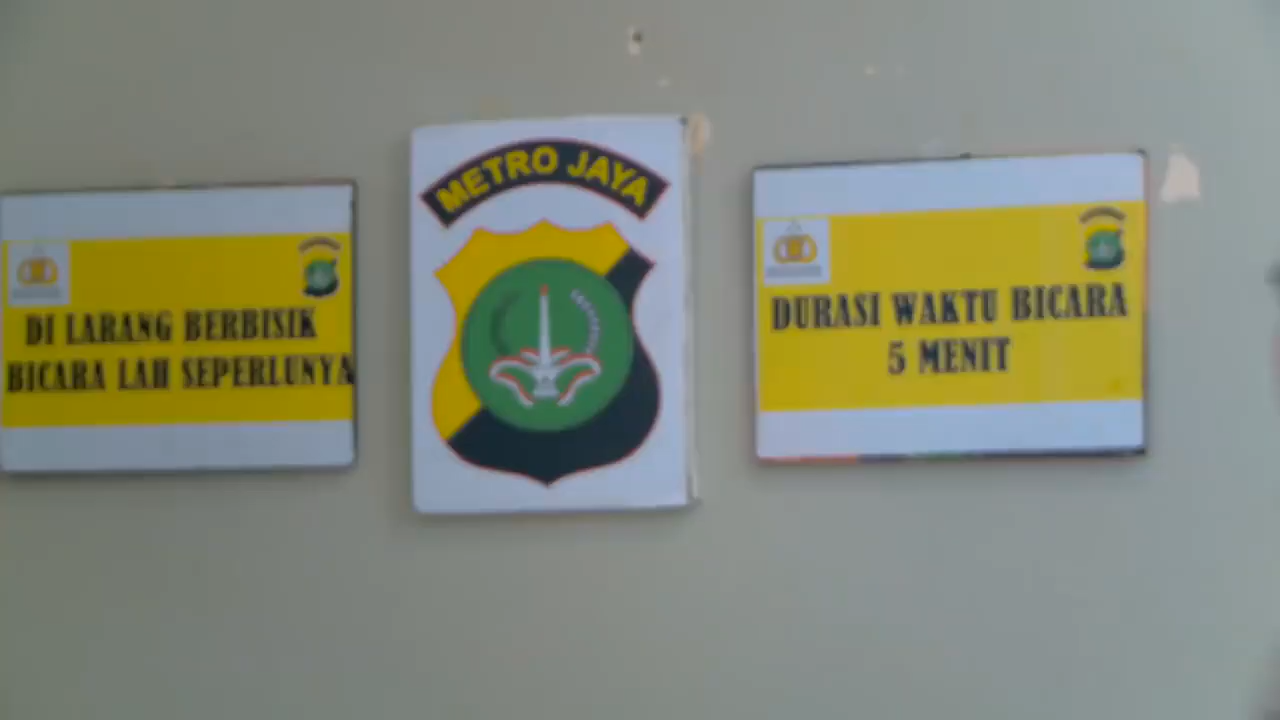 DI LARANG BERBISIK
BICARA LAH SEPERLUNYA
METRO JAYA
DURASI WAKTU BICARA
5 MENIT